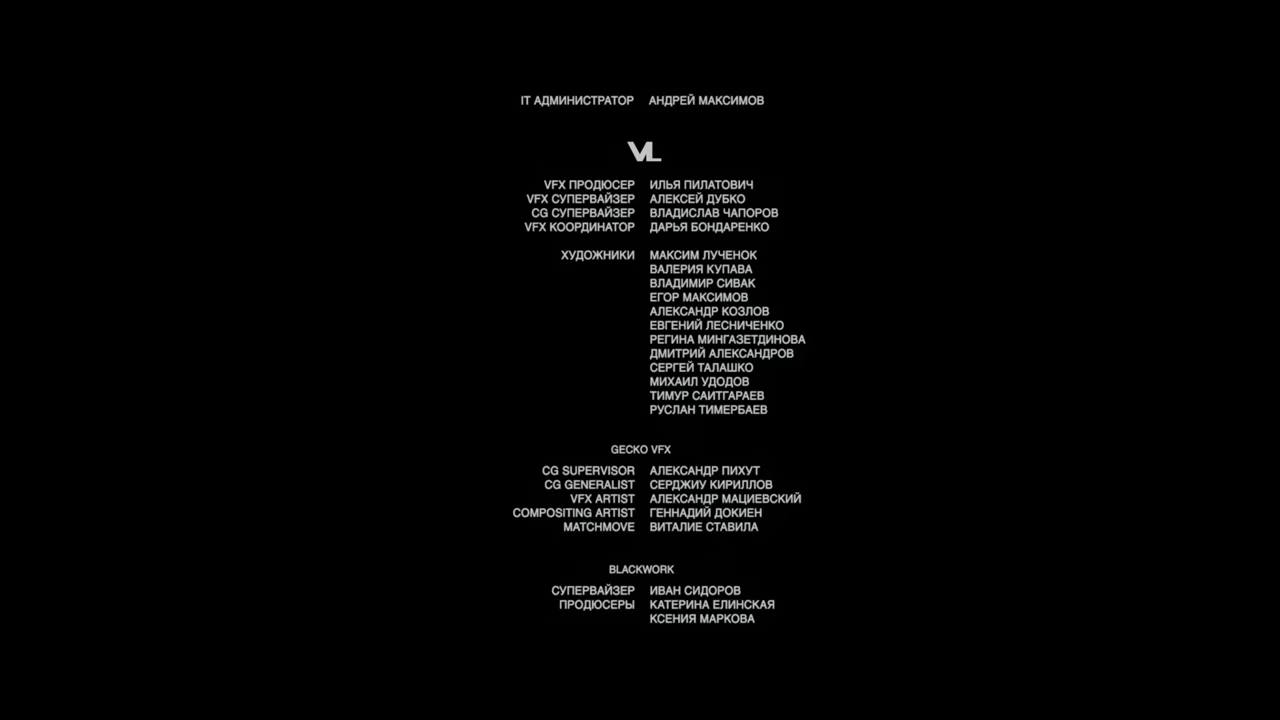 IT АДМИНИСТРАТОР АНДРЕЙ МАКСИМОВ
VL
VFX ПРОДЮСЕР ИЛЬЯ ПИЛАТОВИЧ
VFX СУПЕРВАЙЗЕР АЛЕКСЕЙ ДУБКО
CG СУПЕРВАЙЗЕР ВЛАДИСЛАВ ЧАПОРОВ
VFX КООРДИНАТОР ДАРЬЯ БОНДАРЕНКО
ХУДОЖНИКИ МАКСИМ ЛУЧЕНОК
ВАЛЕРИЯ КУПАВА
ВЛАДИМИР СИВАК
ЕГОР МАКСИМОВ
АЛЕКСАНДР КОЗЛОВ
ЕВГЕНИЙ ЛЕСНИЧЕНКО
РЕГИНА МИНГАЗЕТДИНОВА
ДМИТРИЙ АЛЕКСАНДРОВ
СЕРГЕЙ ТАЛАШКО
МИХАИЛ УДОДОВ
ТИМУР САИТГАРАЕВ
РУСЛАН ТИМЕРБАЕВ
GECKO VFX
CG SUPERVISOR АЛЕКСАНДР ПИХУТ
CG GENERALIST СЕРДЖИУ КИРИЛЛОВ
VFX ARTIST АЛЕКСАНДР МАЦИЕВСКИЙ
COMPOSITING ARTIST ГЕННАДИЙ ДОКИЕН
MATCHMOVE ВИТАЛИЕ СТАВИЛА
BLACKWORK
СУПЕРВАЙЗЕР ИВАН СИДОРОВ
ПРОДЮСЕРЫ КАТЕРИНА ЕЛИНСКАЯ
КСЕНИЯ МАРКОВА